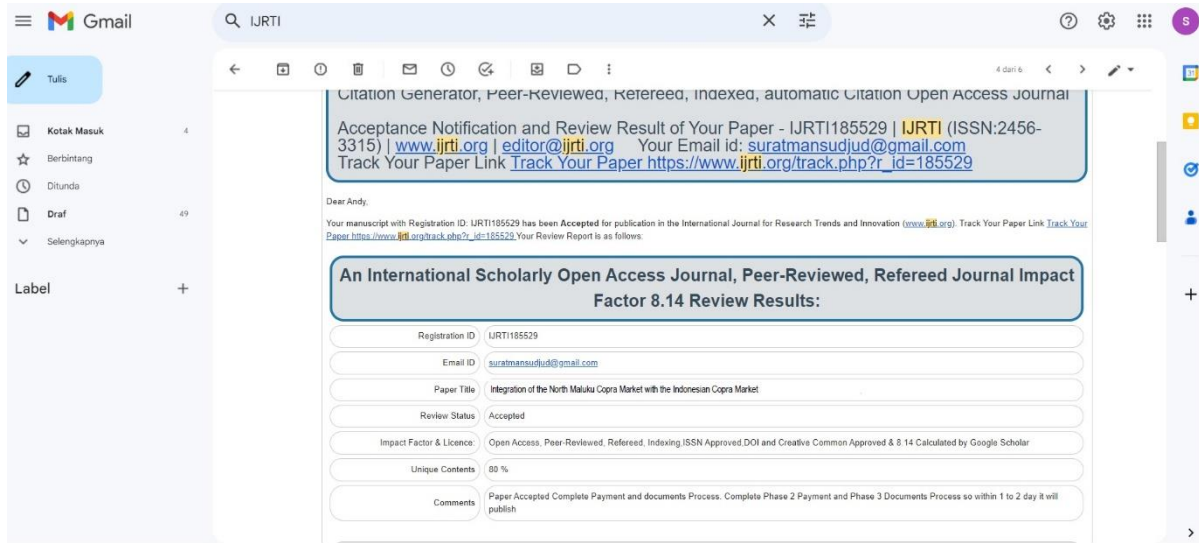 Gmail
IJRTI
S
Tulis
4 dari 6
31
Kotak Masuk 4
Berbintang
Ditunda
Draf 49
Selengkapnya
Label
Citation Generator, Peer-Reviewed, Refereed, Indexed, automatic Citation Open Access Journal
Acceptance Notification and Review Result of Your Paper - IJRTI185529 | IJRTI (ISSN:2456-
3315) | www.ijrti.org | editor@ijrti.org Your Email id: suratmansudjud@gmail.com
Track Your Paper Link Track Your Paper https://www.ijrti.org/track.php?r_id=185529
Dear Andy,
Your manuscript with Registration ID: IJRTI185529 has been Accepted for publication in the International Journal for Research Trends and Innovation (www.ijrti.org). Track Your Paper Link Track Your
Paper https://www.ijrti.org/track.php?r_id=185529 Your Review Report is as follows:
An International Scholarly Open Access Journal, Peer-Reviewed, Refereed Journal Impact
Factor 8.14 Review Results:
Registration ID IJRTI185529
Email ID suratmansudjud@gmail.com
Paper Title Integration of the North Maluku Copra Market with the Indonesian Copra Market
Review Status Accepted
Impact Factor & Licence: Open Access, Peer-Reviewed, Refereed, Indexing,ISSN Approved,DOI and Creative Common Approved & 8.14 Calculated by Google Scholar
Unique Contents 80 %
Comments Paper Accepted Complete Payment and documents Process. Complete Phase 2 Payment and Phase 3 Documents Process so within 1 to 2 day it will
publish